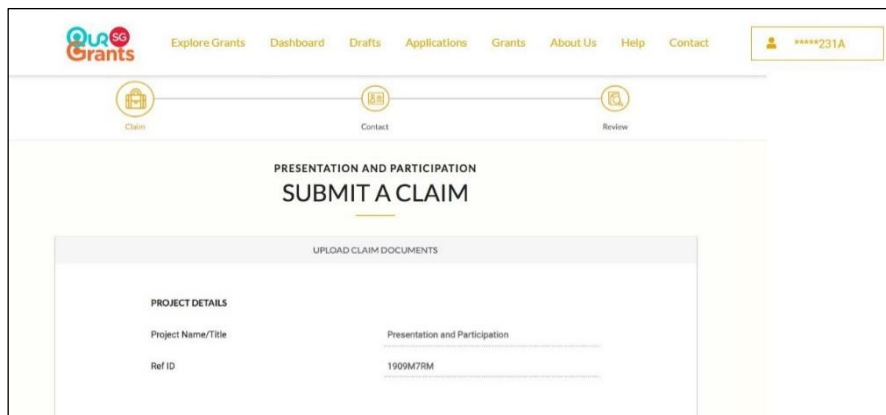 OUR SG Grants
Explore Grants Dashboard Drafts Applications Grants About Us Help Contact *****231A
Claim Contact Review
PRESENTATION AND PARTICIPATION
SUBMIT A CLAIM
UPLOAD CLAIM DOCUMENTS
PROJECT DETAILS
Project Name/Title Presentation and Participation
Ref ID 1909M7RM